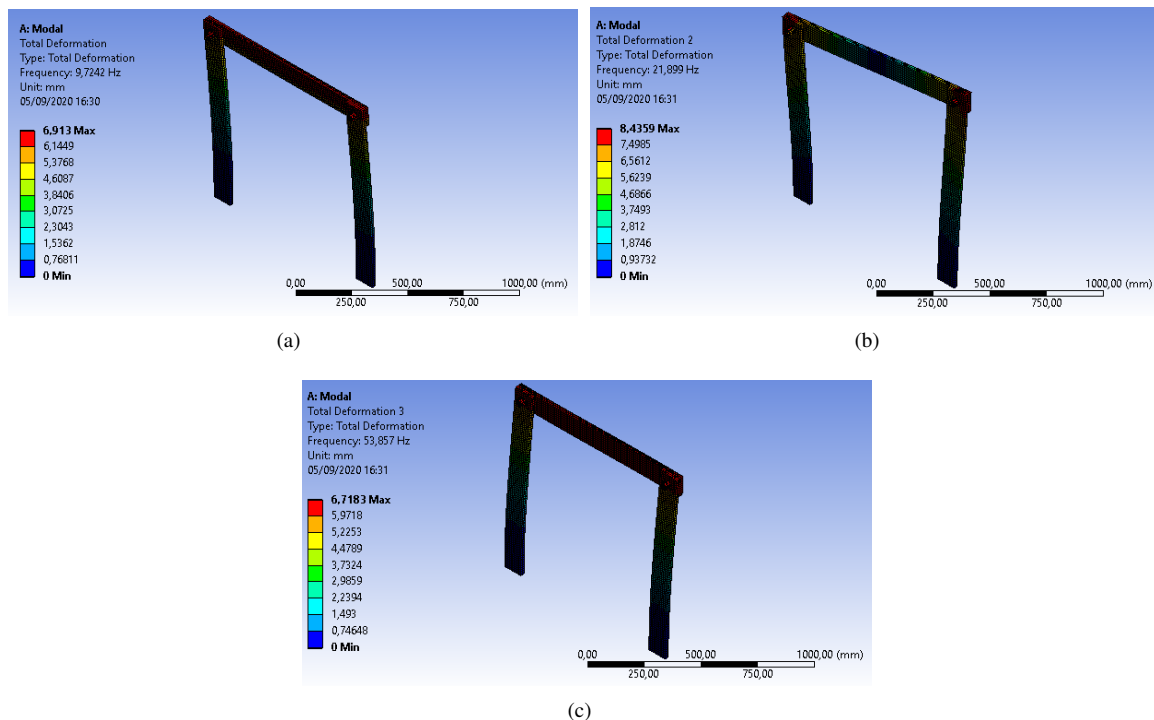 A: Modal
Total Deformation
Type: Total Deformation
Frequency: 9,7242 Hz
Unit: mm
05/09/2020 16:30
6,913 Max
6,1449
5,3768
4,6087
3,8406
3,0725
2,3043
1,5362
0,76811
0 Min
0,00 500,00 1000,00 (mm)
250,00 750,00
(a)
A: Modal
Total Deformation 2
Type: Total Deformation
Frequency: 21,899 Hz
Unit: mm
05/09/2020 16:31
8,4359 Max
7,4985
6,5612
5,6239
4,6866
3,7493
2,812
1,8746
0,93732
0 Min
0,00 500,00 1000,00 (mm)
250,00 750,00
(b)
A: Modal
Total Deformation 3
Type: Total Deformation
Frequency: 53,857 Hz
Unit: mm
05/09/2020 16:31
6,7183 Max
5,9718
5,2253
4,4789
3,7324
2,9859
2,2394
1,493
0,74648
0 Min
0,00 500,00 1000,00 (mm)
250,00 750,00
(c)